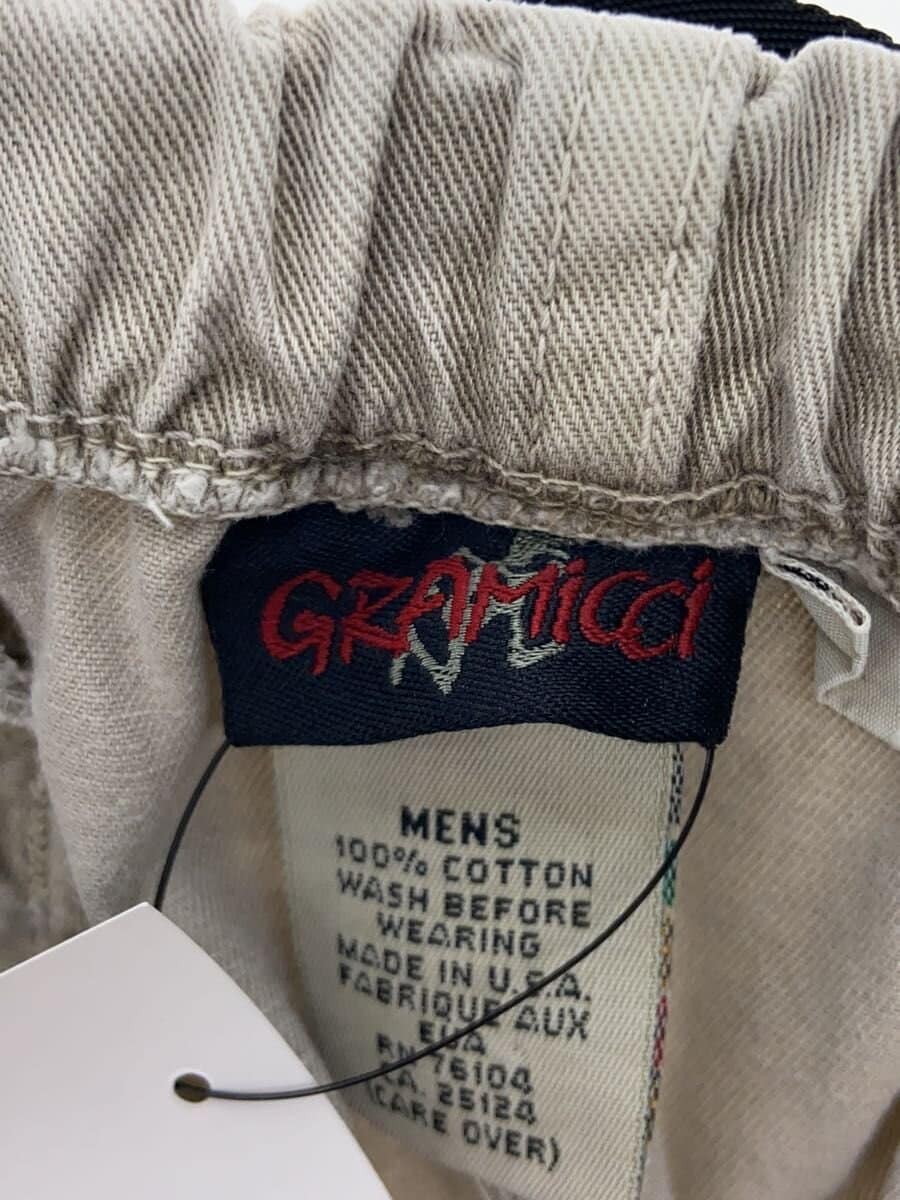 GRAMiCCi
MENS
100% COTTON
WASH BEFORE
WEARING
MADE IN U.S.A.
FABRIQUE AUX
EUA
RN 76104
CA. 25124
(CARE OVER)